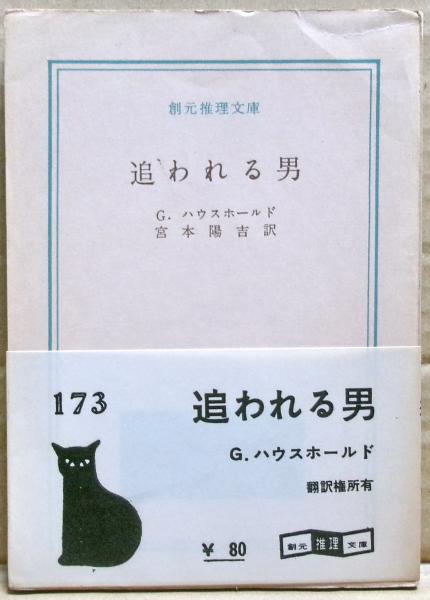 創元推理文庫
追われる男
G. ハウスホールド
宮本陽吉訳
173
追われる男
G. ハウスホールド
翻訳権所有
¥ 80
創元 推理 文庫